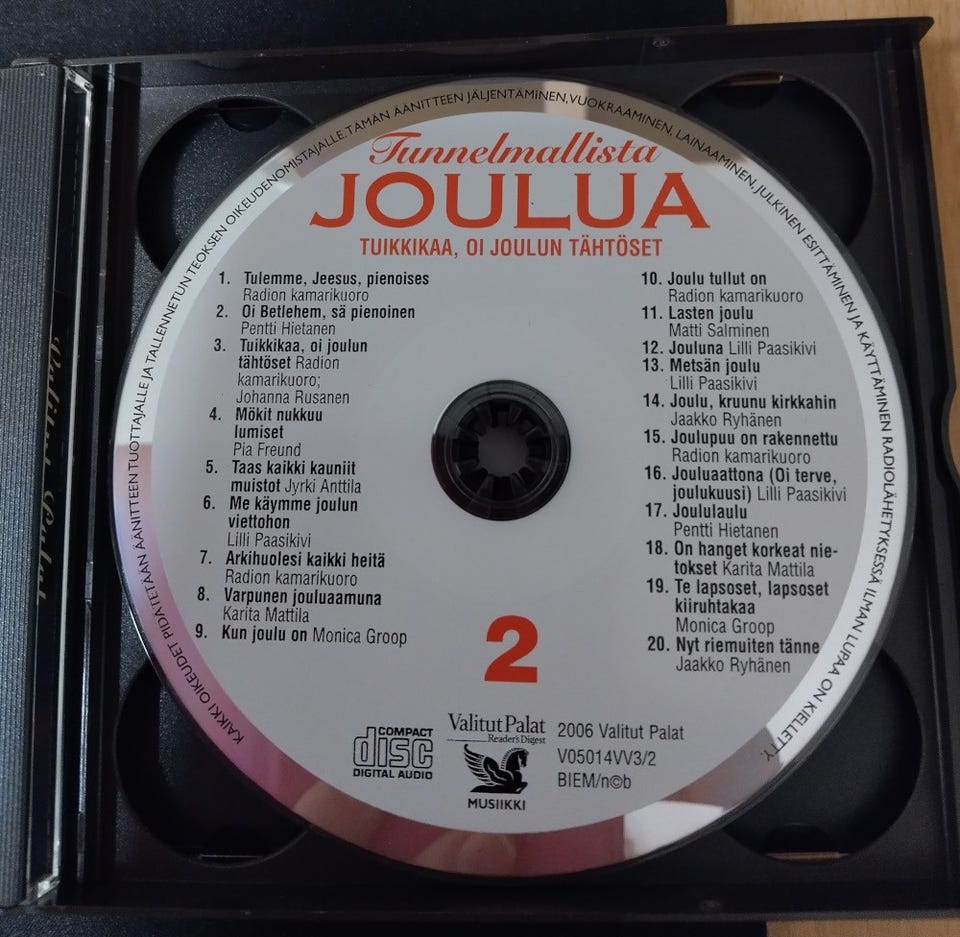 KAIKKI OIKEUDET PIDÄTETÄÄN ÄÄNITTEEN TUOTTAJALLE JA TALLENNETUN TEOKSEN OIKEUDENOMISTAJALLE. TÄMÄN ÄÄNITTEEN JÄLJENTÄMINEN, VUOKRAAMINEN, LAINAAMINEN, JULKINEN ESITTÄMINEN JA KÄYTTÄMINEN RADIOLÄHETYKSESSÄ ILMAN LUPAA ON KIELLETTY.
Tunnelmallista
JOULUA
TUIKKIKAA, OI JOULUN TÄHTÖSET
1. Tulemme, Jeesus, pienoises
Radion kamarikuoro
2. Oi Betlehem, sä pienoinen
Pentti Hietanen
3. Tuikkikaa, oi joulun
tähtöset Radion
kamarikuoro;
Johanna Rusanen
4. Mökit nukkuu
lumiset
Pia Freund
5. Taas kaikki kauniit
muistot Jyrki Anttila
6. Me käymme joulun
viettohon
Lilli Paasikivi
7. Arkihuolesi kaikki heitä
Radion kamarikuoro
8. Varpunen jouluaamuna
Karita Mattila
9. Kun joulu on Monica Groop
10. Joulu tullut on
Radion kamarikuoro
11. Lasten joulu
Matti Salminen
12. Jouluna Lilli Paasikivi
13. Metsän joulu
Lilli Paasikivi
14. Joulu, kruunu kirkkahin
Jaakko Ryhänen
15. Joulupuu on rakennettu
Radion kamarikuoro
16. Jouluaattona (Oi terve,
joulukuusi) Lilli Paasikivi
17. Joululaulu
Pentti Hietanen
18. On hanget korkeat nie-
tokset Karita Mattila
19. Te lapsoset, lapsoset
kiiruhtakaa
Monica Groop
20. Nyt riemuiten tänne
Jaakko Ryhänen
2
COMPACT
disc
DIGITAL AUDIO
Valitut Palat
Reader's Digest
MUSIIKKI
2006 Valitut Palat
V05014VV3/2
BIEM/n©b